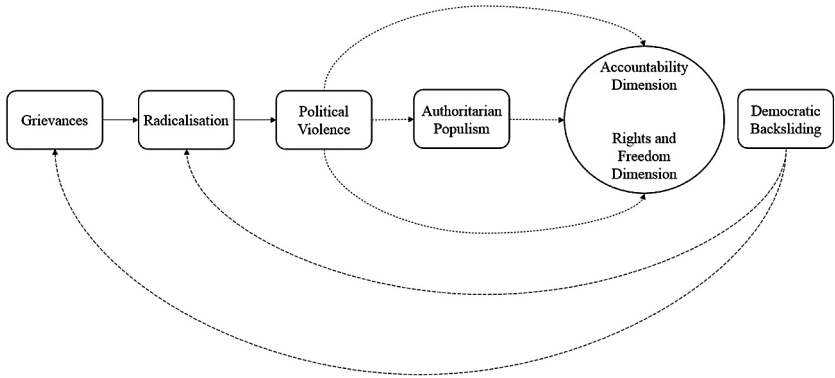 Grievances
Radicalisation
Political
Violence
Authoritarian
Populism
Accountability
Dimension
Rights and
Freedom
Dimension
Democratic
Backsliding